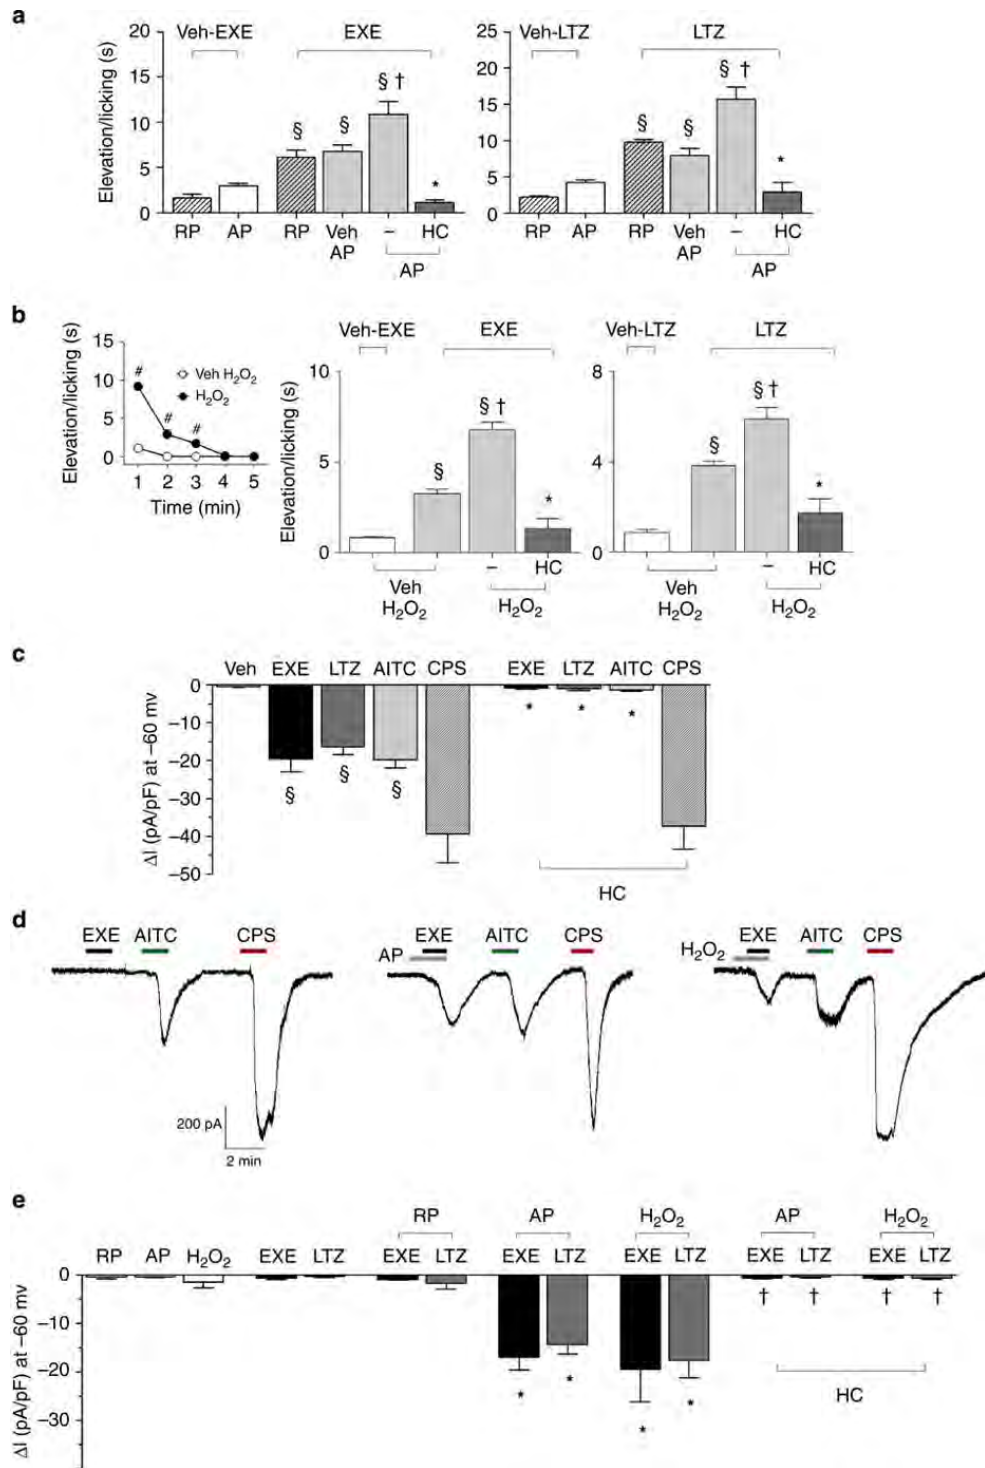 a
Veh-EXE EXE
Elevation/licking (s)
20
15
10
5
0
§ § § † *
RP AP RP Veh AP – HC
AP
Veh-LTZ LTZ
25
20
15
10
5
0
§ § § † *
RP AP RP Veh AP – HC
AP
b
Elevation/licking (s)
15
10
5
0
# # #
Veh H₂O₂
H₂O₂
1 2 3 4 5
Time (min)
Veh-EXE EXE
Elevation/licking (s)
10
5
0
§ § † *
– HC
Veh H₂O₂ H₂O₂
Veh-LTZ LTZ
8
4
0
§ § † *
– HC
Veh H₂O₂ H₂O₂
c
Veh EXE LTZ AITC CPS EXE LTZ AITC CPS
ΔI (pA/pF) at –60 mv
0
–10
–20
–30
–40
–50
§ § § * * *
HC
d
EXE AITC CPS
200 pA
2 min
EXE AITC CPS
AP
EXE AITC CPS
H₂O₂
e
RP AP H₂O₂ AP H₂O₂
RP AP H₂O₂ EXE LTZ EXE LTZ EXE LTZ EXE LTZ EXE LTZ EXE LTZ
ΔI (pA/pF) at –60 mv
0
–10
–20
–30
* * * * † † † †
HC